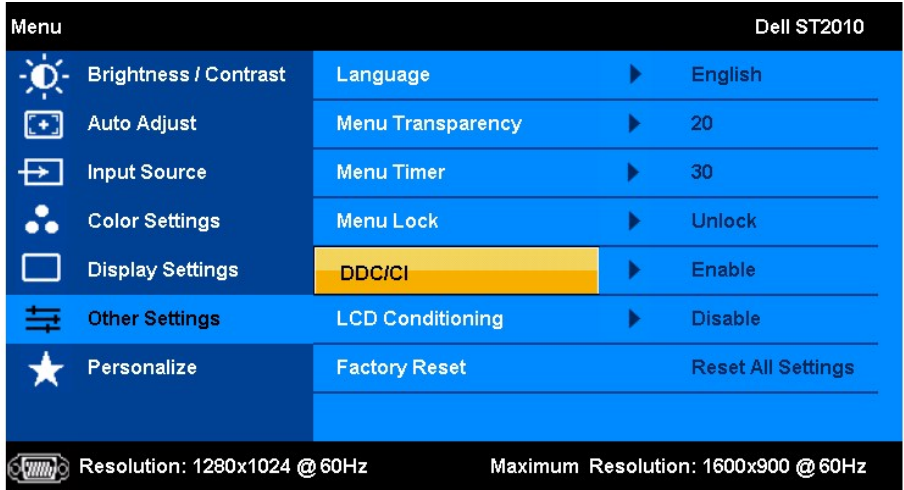 Menu Dell ST2010
Brightness / Contrast Language English
Auto Adjust Menu Transparency 20
Input Source Menu Timer 30
Color Settings Menu Lock Unlock
Display Settings DDC/CI Enable
Other Settings LCD Conditioning Disable
Personalize Factory Reset Reset All Settings
Resolution: 1280x1024 @60Hz Maximum Resolution: 1600x900 @60Hz